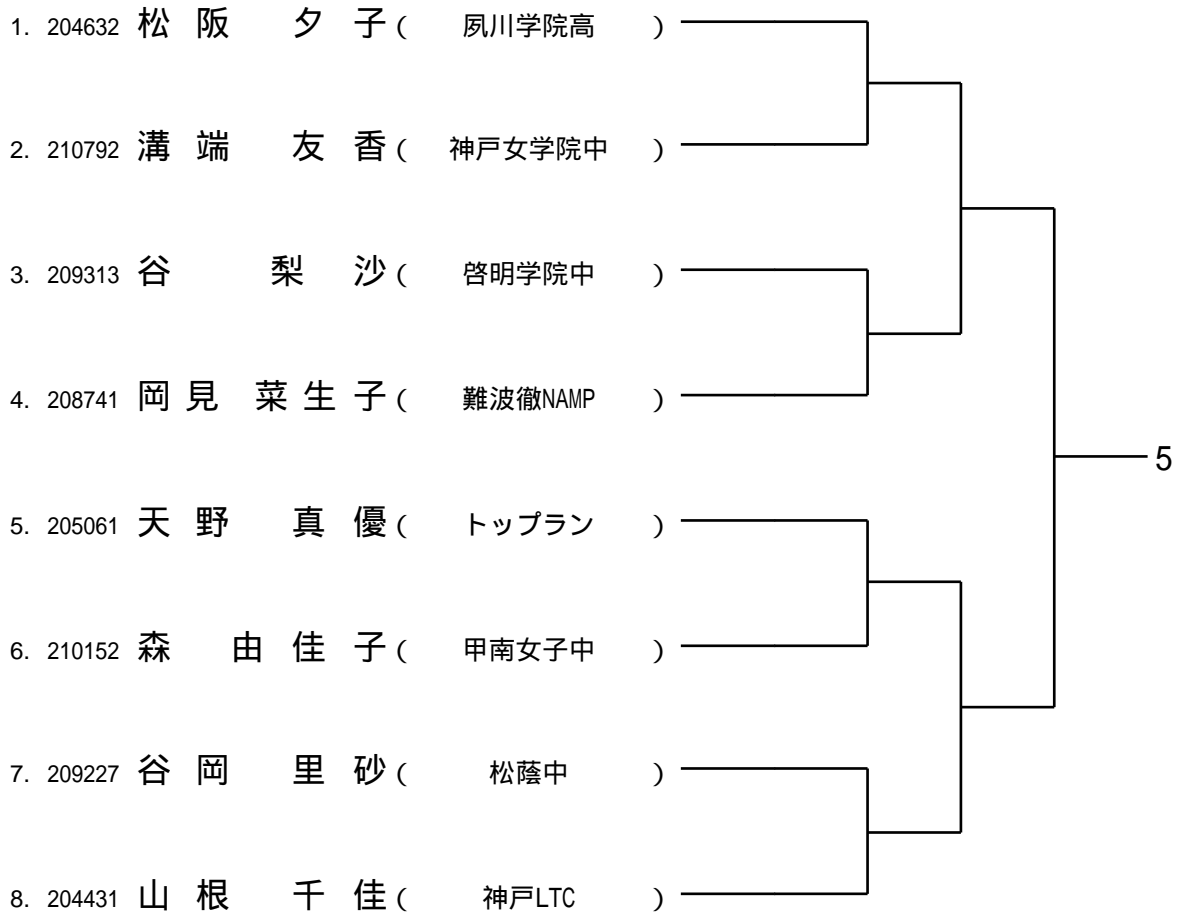 1. 204632 松阪 夕子( 夙川学院高 )
2. 210792 溝端 友香( 神戸女学院中 )
3. 209313 谷 梨沙( 啓明学院中 )
4. 208741 岡見 菜生子( 難波徹NAMP )
5
5. 205061 天野 真優( トップラン )
6. 210152 森 由佳子( 甲南女子中 )
7. 209227 谷岡 里砂( 松蔭中 )
8. 204431 山根 千佳( 神戸LTC )